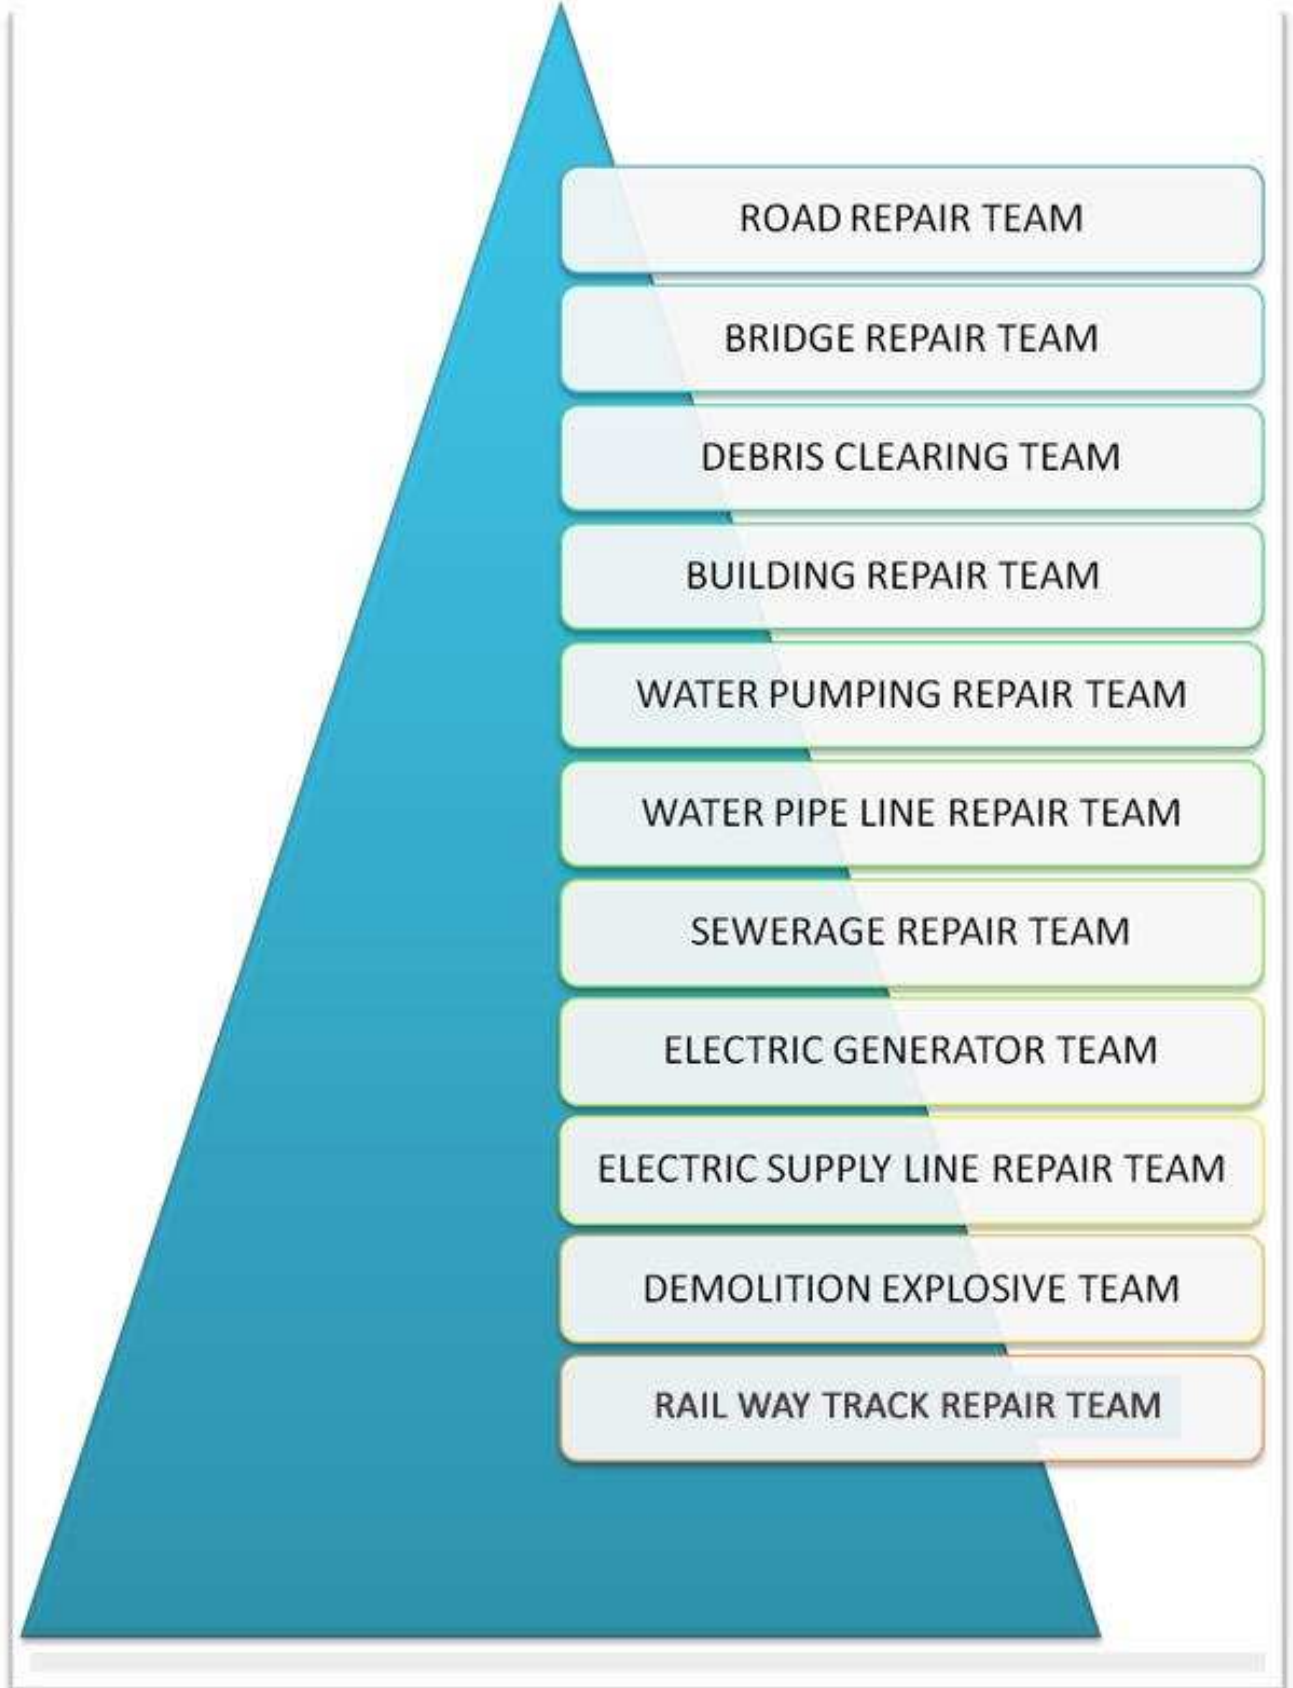 ROAD REPAIR TEAM
BRIDGE REPAIR TEAM
DEBRIS CLEARING TEAM
BUILDING REPAIR TEAM
WATER PUMPING REPAIR TEAM
WATER PIPE LINE REPAIR TEAM
SEWERAGE REPAIR TEAM
ELECTRIC GENERATOR TEAM
ELECTRIC SUPPLY LINE REPAIR TEAM
DEMOLITION EXPLOSIVE TEAM
RAIL WAY TRACK REPAIR TEAM